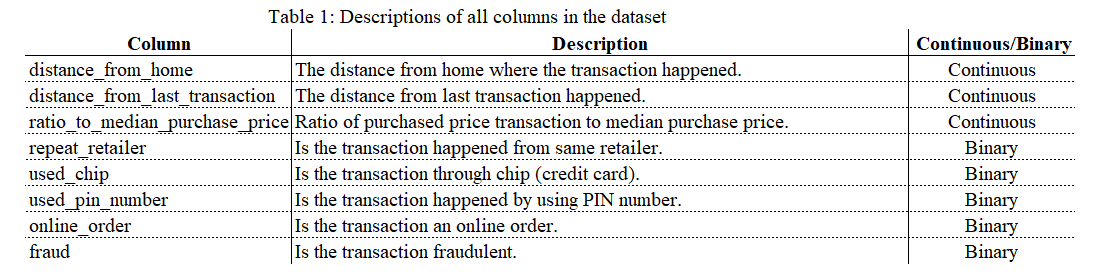 Table 1: Descriptions of all columns in the dataset
Column Description Continuous/Binary
distance_from_home The distance from home where the transaction happened. Continuous
distance_from_last_transaction The distance from last transaction happened. Continuous
ratio_to_median_purchase_price Ratio of purchased price transaction to median purchase price. Continuous
repeat_retailer Is the transaction happened from same retailer. Binary
used_chip Is the transaction through chip (credit card). Binary
used_pin_number Is the transaction happened by using PIN number. Binary
online_order Is the transaction an online order. Binary
fraud Is the transaction fraudulent. Binary